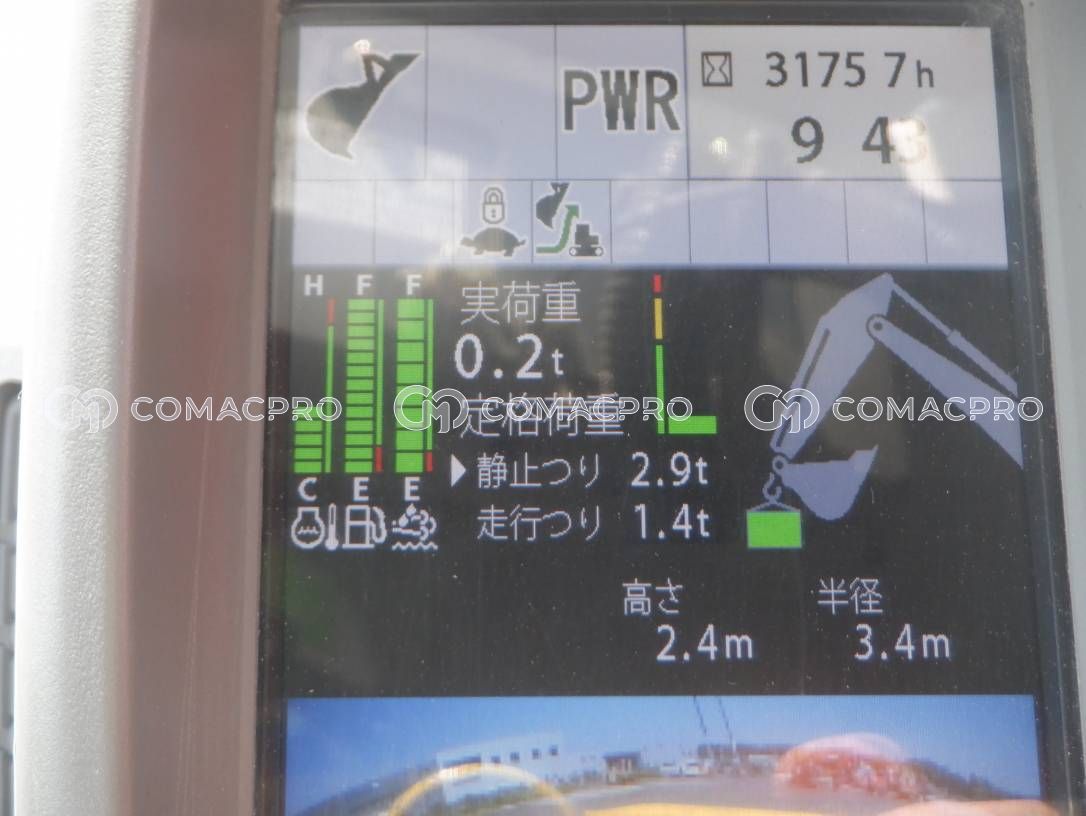 PWR
3175 7h
9 43
H F F
実荷重
0.2t
COMACPRO COMACPRO COMACPRO
定格荷重
静止つり 2.9t
C E E
走行つり 1.4t
高さ 半径
2.4m 3.4m